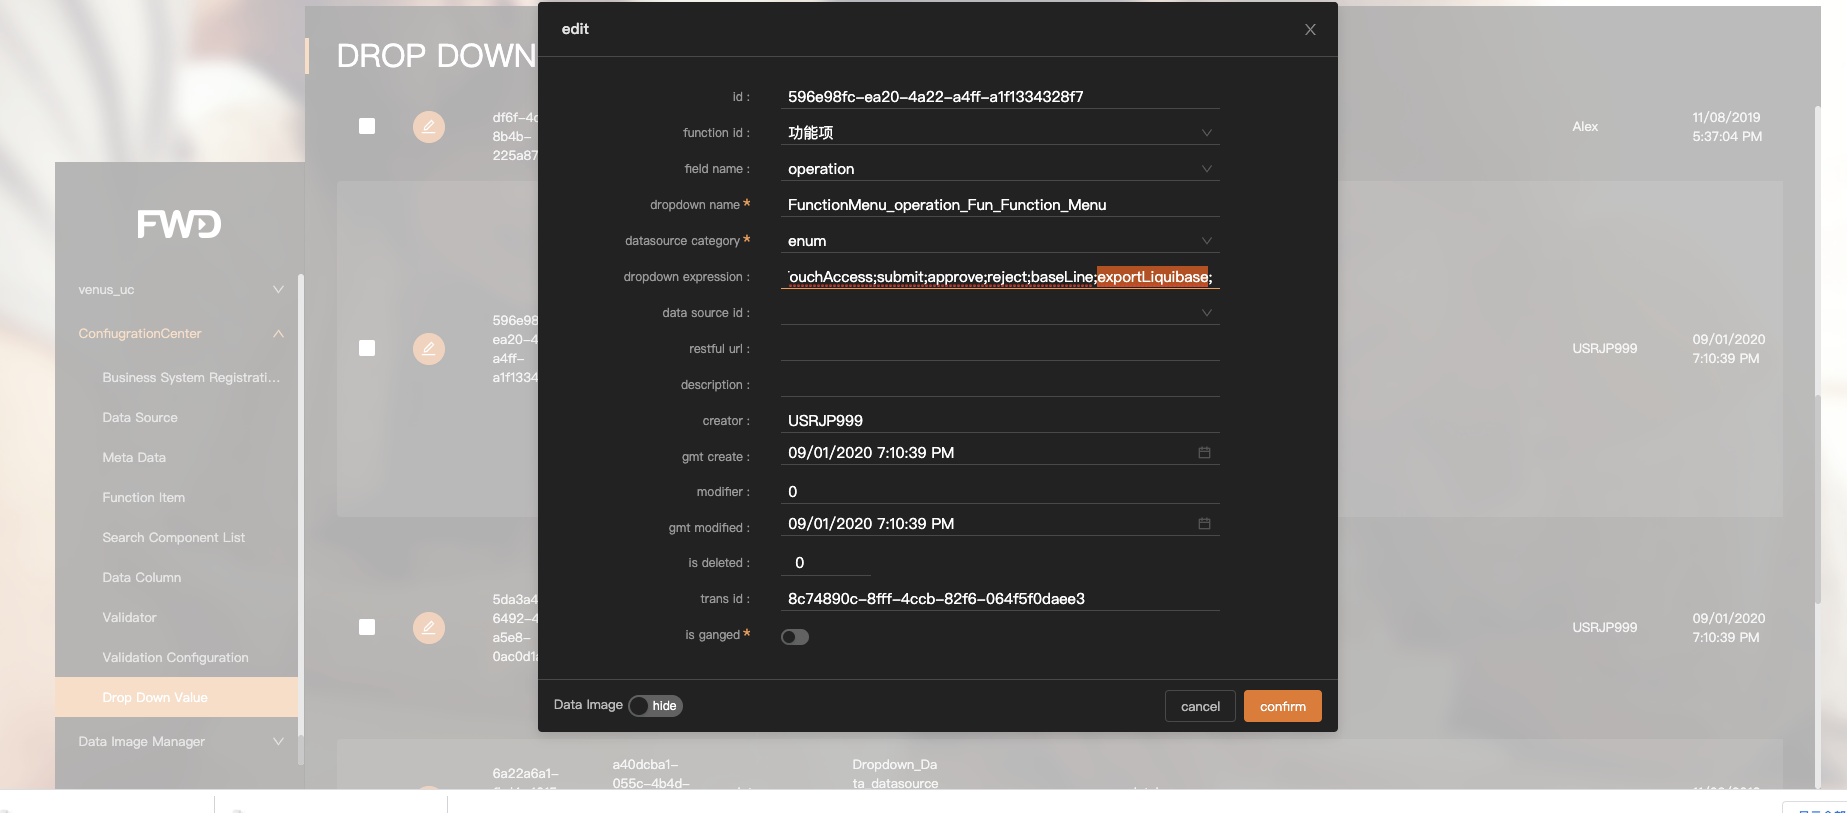 edit
DROP DOWN
id :
596e98fc-ea20-4a22-a4ff-a1f1334328f7
function id :
功能项
field name :
operation
dropdown name *
FunctionMenu_operation_Fun_Function_Menu
datasource category *
enum
dropdown expression :
ouchAccess;submit;approve;reject;baseLine;exportLiquibase;
data source id :
restful url :
description :
creator :
USRJP999
gmt create :
09/01/2020 7:10:39 PM
modifier :
0
gmt modified :
09/01/2020 7:10:39 PM
is deleted :
0
trans id :
8c74890c-8fff-4ccb-82f6-064f5f0daee3
is ganged *
Data Image
hide
cancel
confirm
FWD
venus_uc
ConfiugrationCenter
Business System Registrati...
Data Source
Meta Data
Function Item
Search Component List
Data Column
Validator
Validation Configuration
Drop Down Value
Data Image Manager
df6f-4c
8b4b-
225a87
Alex
11/08/2019
5:37:04 PM
596e98
ea20-4
a4ff-
a1f1334
USRJP999
09/01/2020
7:10:39 PM
5da3a4
6492-4
a5e8-
0ac0d1
USRJP999
09/01/2020
7:10:39 PM
6a22a6a1-
a40dcba1-
055c-4b4d-
Dropdown_Da
ta_datasource